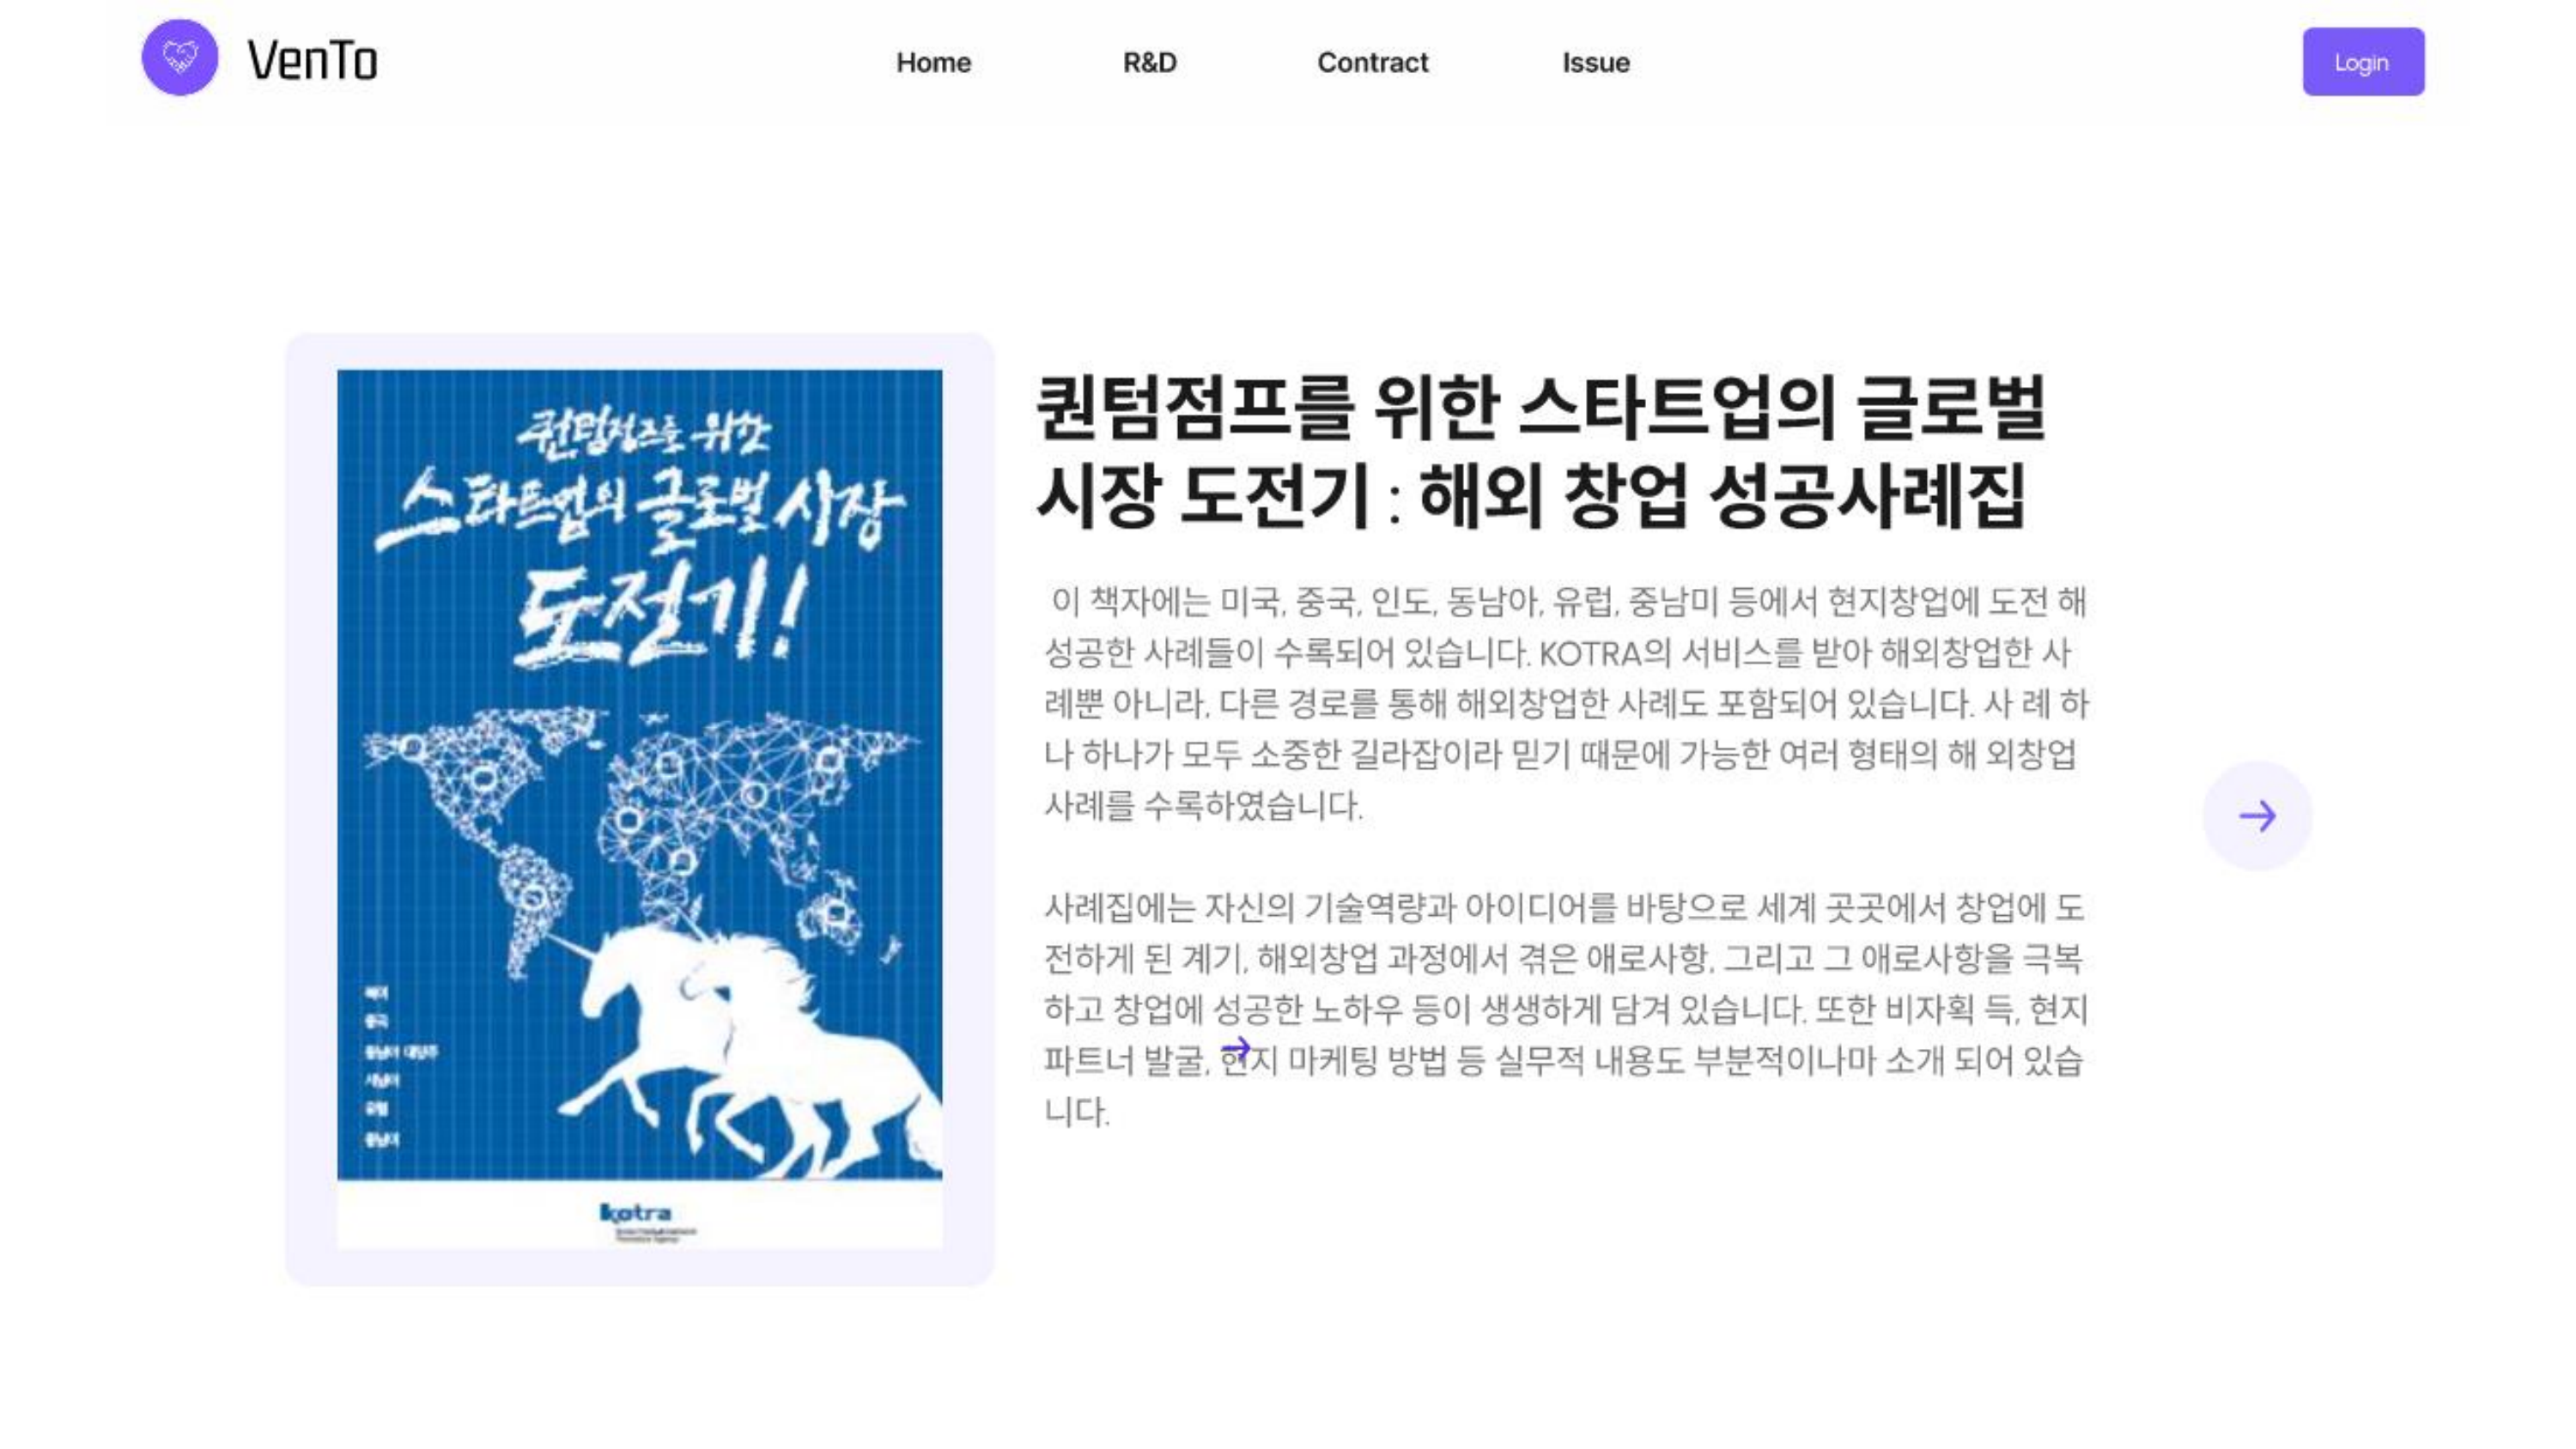 VenTo
Home
R&D
Contract
Issue
Login
퀀텀점프를 위한
스타트업의 글로벌 시장
도전기!
북미
중국
동남아 대양주
서남아
유럽
중남미
kotra
퀀텀점프를 위한 스타트업의 글로벌
시장 도전기 : 해외 창업 성공사례집
이 책자에는 미국, 중국, 인도, 동남아, 유럽, 중남미 등에서 현지창업에 도전 해
성공한 사례들이 수록되어 있습니다. KOTRA의 서비스를 받아 해외창업한 사
례뿐 아니라, 다른 경로를 통해 해외창업한 사례도 포함되어 있습니다. 사 례 하
나 하나가 모두 소중한 길라잡이라 믿기 때문에 가능한 여러 형태의 해 외창업
사례를 수록하였습니다.
사례집에는 자신의 기술역량과 아이디어를 바탕으로 세계 곳곳에서 창업에 도
전하게 된 계기, 해외창업 과정에서 겪은 애로사항, 그리고 그 애로사항을 극복
하고 창업에 성공한 노하우 등이 생생하게 담겨 있습니다. 또한 비자획 득, 현지
파트너 발굴, 현지 마케팅 방법 등 실무적 내용도 부분적이나마 소개 되어 있습
니다.